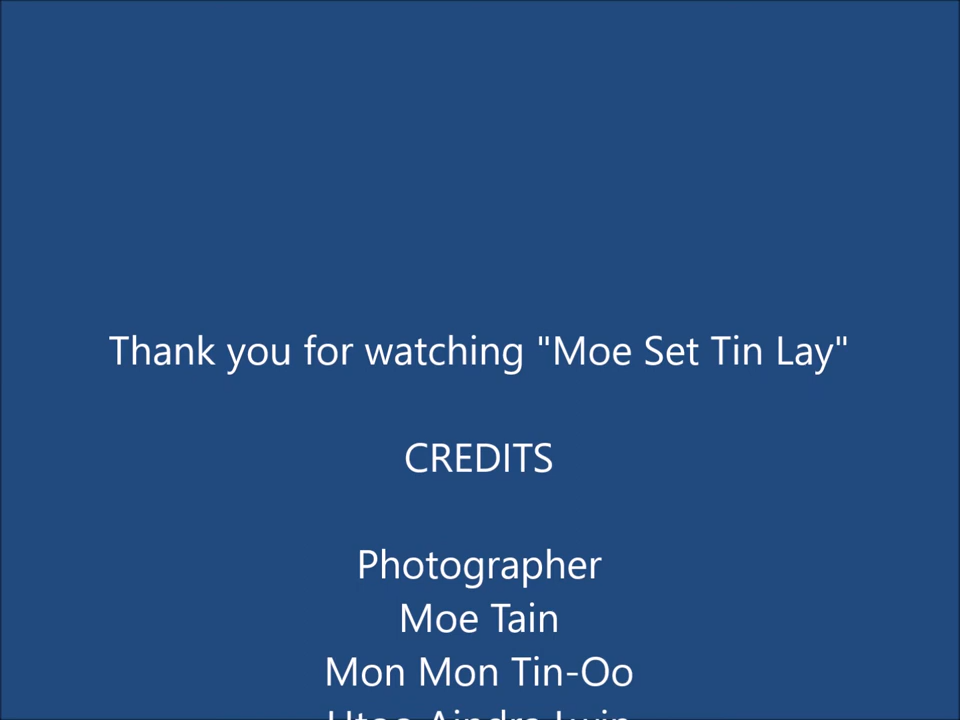 Thank you for watching "Moe Set Tin Lay"
CREDITS
Photographer
Moe Tain
Mon Mon Tin-Oo